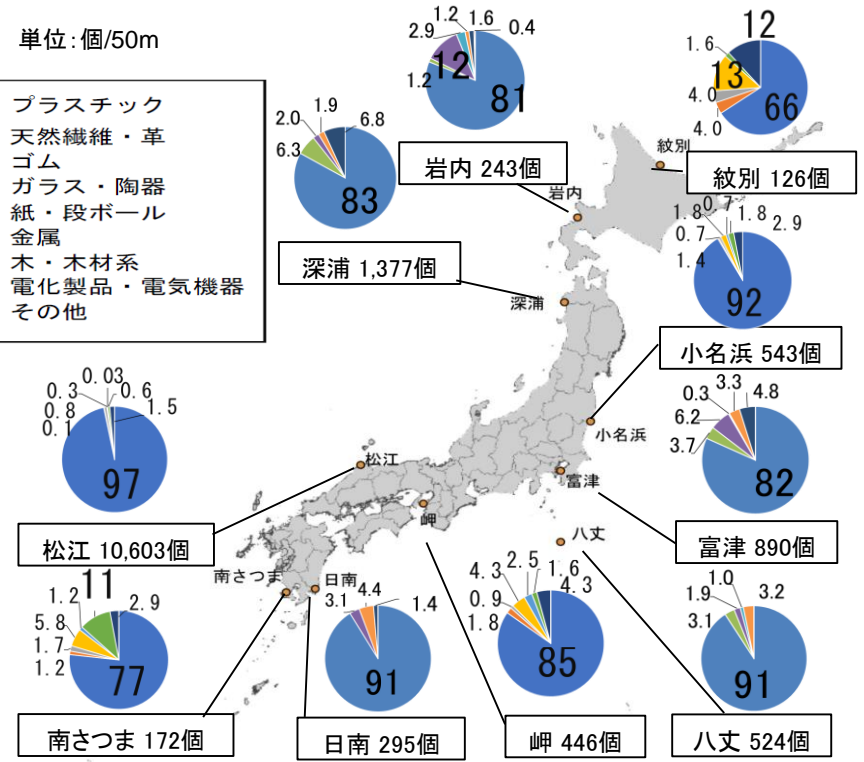 単位：個/50m
プラスチック
天然繊維・革
ゴム
ガラス・陶器
紙・段ボール
金属
木・木材系
電化製品・電気機器
その他
1.2
1.6
0.4
2.9
12
1.2
81
岩内 243個
12
1.6
13
4.0
4.0
66
紋別 126個
紋別
岩内
1.9
2.0
6.8
6.3
83
深浦 1,377個
深浦
0.7
1.8
1.8
2.9
0.7
1.4
92
小名浜 543個
小名浜
0.03
0.3
0.6
0.8
1.5
0.1
97
松江 10,603個
松江
3.3
0.3
4.8
6.2
3.7
82
富津 890個
富津
岬
八丈
南さつま
日南
11
1.2
2.9
5.8
1.7
1.2
77
南さつま 172個
4.4
3.1
1.4
91
日南 295個
2.5
1.6
4.3
4.3
0.9
1.8
85
岬 446個
1.0
3.2
1.9
3.1
91
八丈 524個